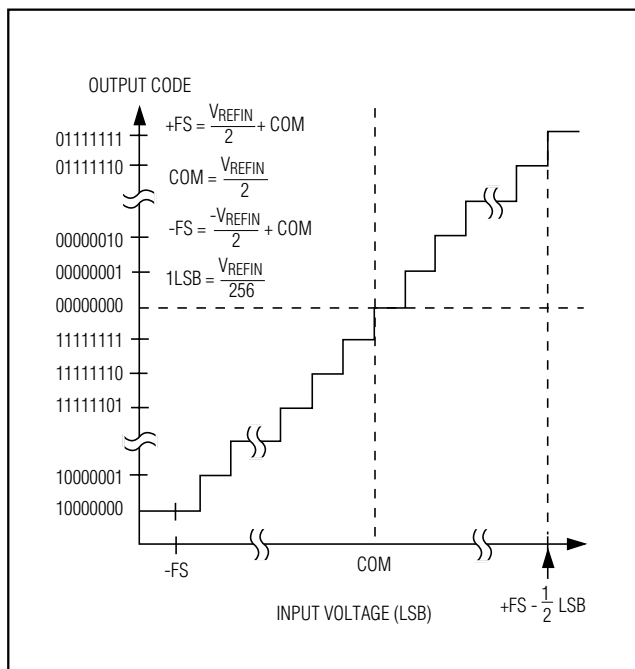 OUTPUT CODE
+FS = V_REFIN/2 + COM
COM = V_REFIN/2
-FS = -V_REFIN/2 + COM
1LSB = V_REFIN/256
01111111
01111110
00000010
00000001
00000000
11111111
11111110
11111101
10000001
10000000
-FS
COM
+FS - 1/2 LSB
INPUT VOLTAGE (LSB)